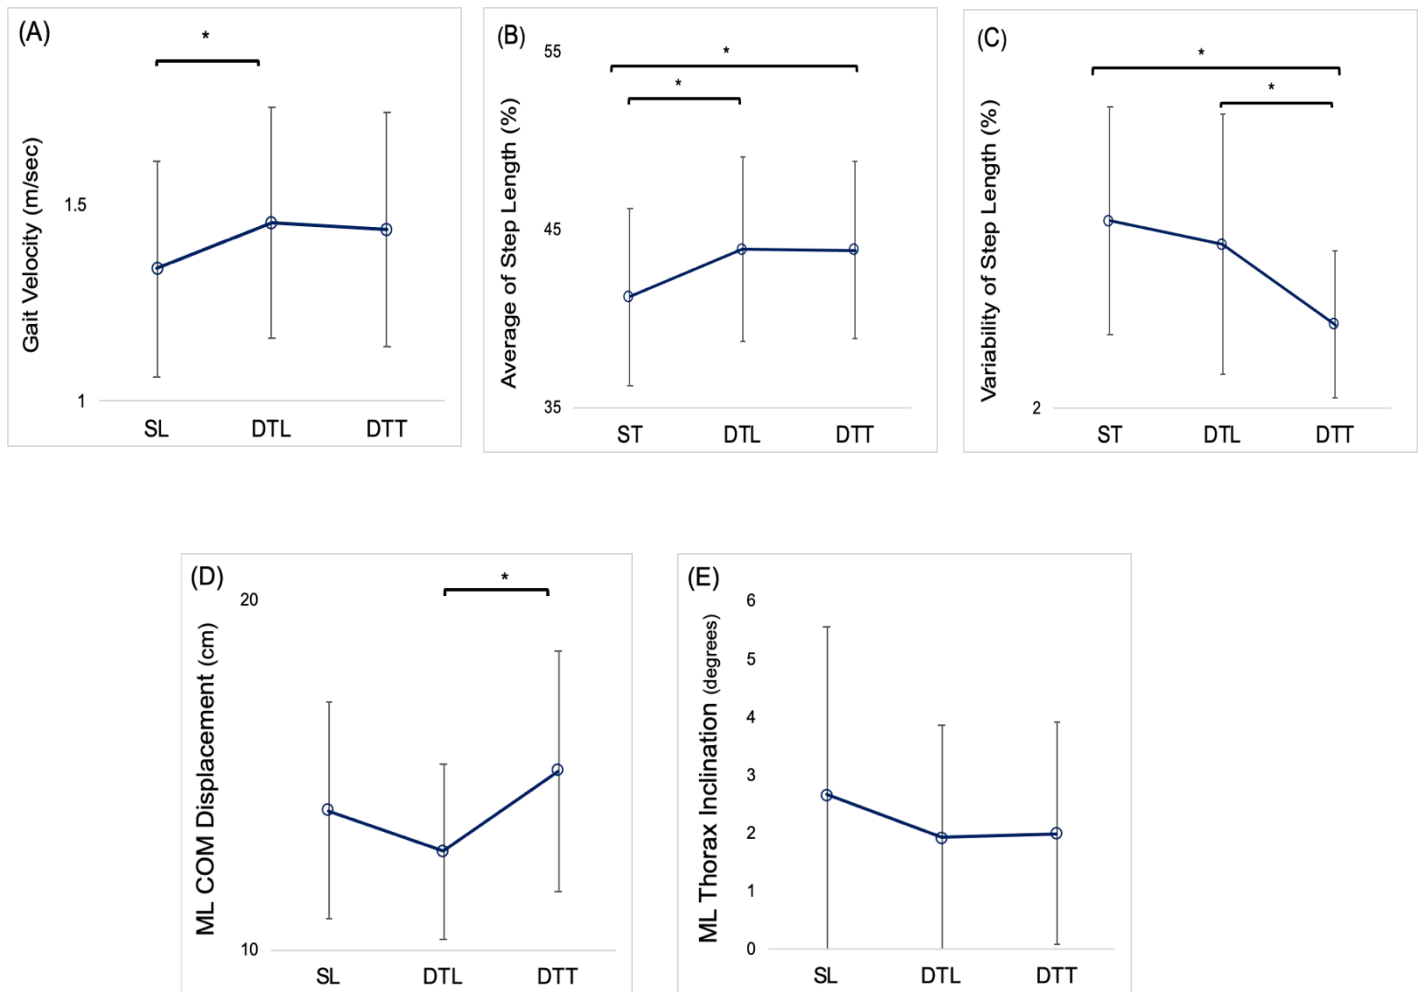 (A)
*
Gait Velocity (m/sec)
1.5
1
SL DTL DTT
(B)
55
*
*
Average of Step Length (%)
45
35
ST DTL DTT
(C)
*
*
Variability of Step Length (%)
2
ST DTL DTT
(D)
*
20
ML COM Displacement (cm)
10
SL DTL DTT
(E)
6
5
4
3
2
1
0
ML Thorax Inclination (degrees)
SL DTL DTT